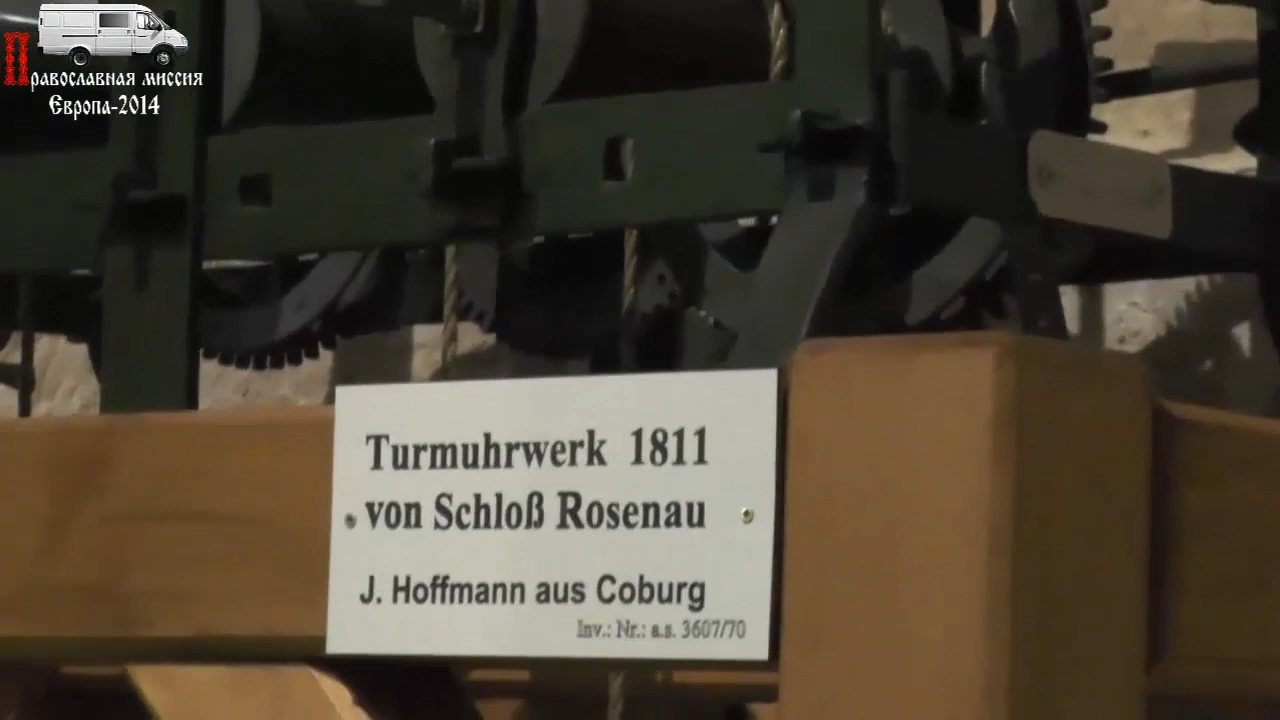 Православная миссия
Европа-2014
Turmuhrwerk 1811
von Schloß Rosenau
J. Hoffmann aus Coburg
Inv.: Nr.: a.s. 3607/70